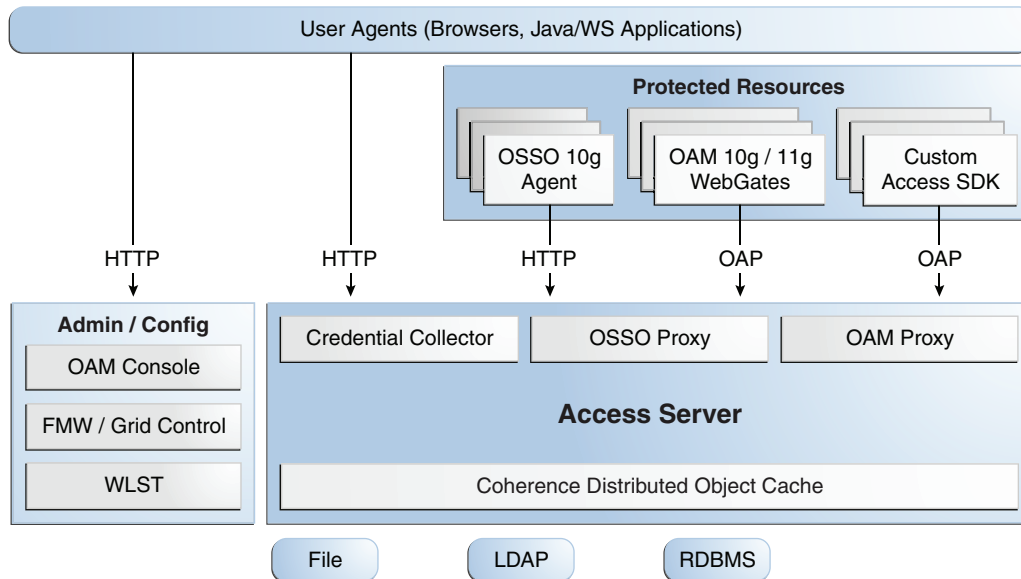 User Agents (Browsers, Java/WS Applications)
Protected Resources
OSSO 10g
Agent
OAM 10g / 11g
WebGates
Custom
Access SDK
HTTP
HTTP
HTTP
OAP
OAP
Admin / Config
OAM Console
FMW / Grid Control
WLST
Credential Collector
OSSO Proxy
OAM Proxy
Access Server
Coherence Distributed Object Cache
File
LDAP
RDBMS